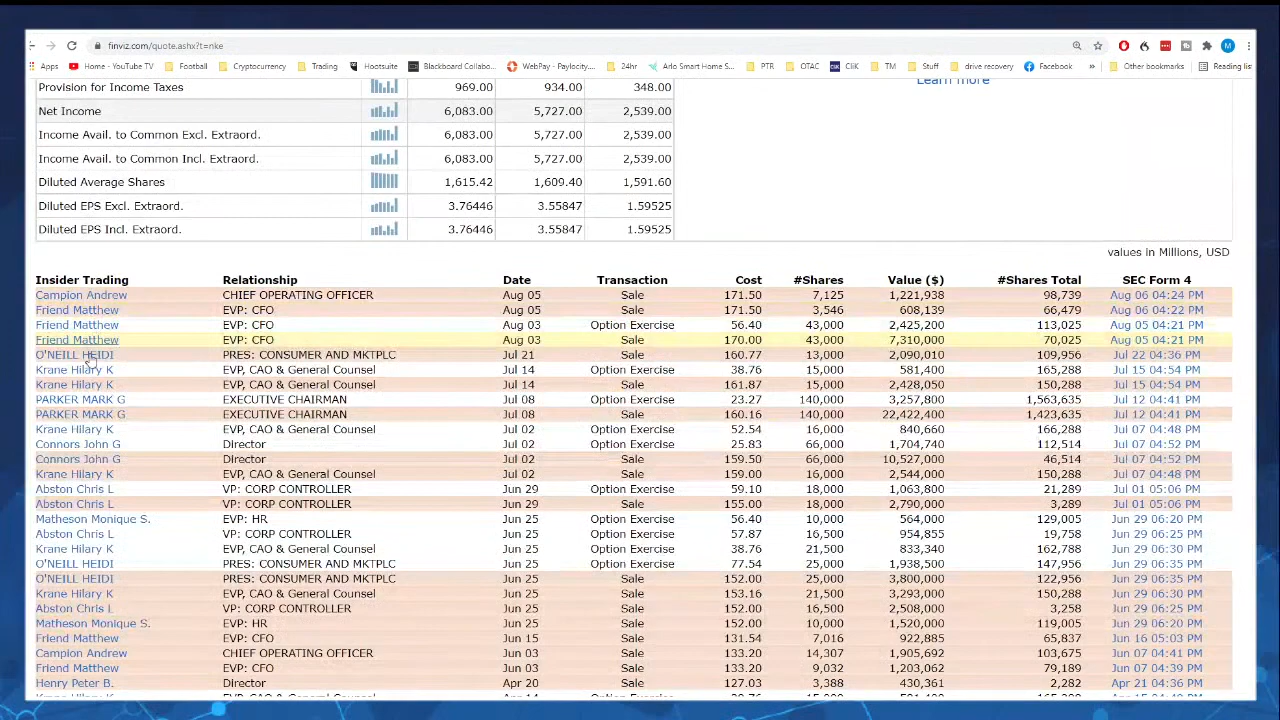 finviz.com/quote.ashx?t=nke M
Apps Home - YouTube TV Football Cryptocurrency Trading Hootsuite Blackboard Collabo... WebPay - Paylocity.... 24hr Arlo Smart Home S... PTR OTAC CliK TM Stuff drive recovery Facebook » Other bookmarks Reading list
Provision for Income Taxes 969.00 934.00 348.00
Learn more
Net Income 6,083.00 5,727.00 2,539.00
Income Avail. to Common Excl. Extraord. 6,083.00 5,727.00 2,539.00
Income Avail. to Common Incl. Extraord. 6,083.00 5,727.00 2,539.00
Diluted Average Shares 1,615.42 1,609.40 1,591.60
Diluted EPS Excl. Extraord. 3.76446 3.55847 1.59525
Diluted EPS Incl. Extraord. 3.76446 3.55847 1.59525
values in Millions, USD
Insider Trading Relationship Date Transaction Cost #Shares Value ($) #Shares Total SEC Form 4
Campion Andrew CHIEF OPERATING OFFICER Aug 05 Sale 171.50 7,125 1,221,938 98,739 Aug 06 04:24 PM
Friend Matthew EVP: CFO Aug 05 Sale 171.50 3,546 608,139 66,479 Aug 06 04:22 PM
Friend Matthew EVP: CFO Aug 03 Option Exercise 56.40 43,000 2,425,200 113,025 Aug 05 04:21 PM
Friend Matthew EVP: CFO Aug 03 Sale 170.00 43,000 7,310,000 70,025 Aug 05 04:21 PM
O'NEILL HEIDI PRES: CONSUMER AND MKTPLC Jul 21 Sale 160.77 13,000 2,090,010 109,956 Jul 22 04:36 PM
Krane Hilary K EVP, CAO & General Counsel Jul 14 Option Exercise 38.76 15,000 581,400 165,288 Jul 15 04:54 PM
Krane Hilary K EVP, CAO & General Counsel Jul 14 Sale 161.87 15,000 2,428,050 150,288 Jul 15 04:54 PM
PARKER MARK G EXECUTIVE CHAIRMAN Jul 08 Option Exercise 23.27 140,000 3,257,800 1,563,635 Jul 12 04:41 PM
PARKER MARK G EXECUTIVE CHAIRMAN Jul 08 Sale 160.16 140,000 22,422,400 1,423,635 Jul 12 04:41 PM
Krane Hilary K EVP, CAO & General Counsel Jul 02 Option Exercise 52.54 16,000 840,660 166,288 Jul 07 04:48 PM
Connors John G Director Jul 02 Option Exercise 25.83 66,000 1,704,740 112,514 Jul 07 04:52 PM
Connors John G Director Jul 02 Sale 159.50 66,000 10,527,000 46,514 Jul 07 04:52 PM
Krane Hilary K EVP, CAO & General Counsel Jul 02 Sale 159.00 16,000 2,544,000 150,288 Jul 07 04:48 PM
Abston Chris L VP: CORP CONTROLLER Jun 29 Option Exercise 59.10 18,000 1,063,800 21,289 Jul 01 05:06 PM
Abston Chris L VP: CORP CONTROLLER Jun 29 Sale 155.00 18,000 2,790,000 3,289 Jul 01 05:06 PM
Matheson Monique S. EVP: HR Jun 25 Option Exercise 56.40 10,000 564,000 129,005 Jun 29 06:20 PM
Abston Chris L VP: CORP CONTROLLER Jun 25 Option Exercise 57.87 16,500 954,855 19,758 Jun 29 06:25 PM
Krane Hilary K EVP, CAO & General Counsel Jun 25 Option Exercise 38.76 21,500 833,340 162,788 Jun 29 06:30 PM
O'NEILL HEIDI PRES: CONSUMER AND MKTPLC Jun 25 Option Exercise 77.54 25,000 1,938,500 147,956 Jun 29 06:35 PM
O'NEILL HEIDI PRES: CONSUMER AND MKTPLC Jun 25 Sale 152.00 25,000 3,800,000 122,956 Jun 29 06:35 PM
Krane Hilary K EVP, CAO & General Counsel Jun 25 Sale 153.16 21,500 3,293,000 150,288 Jun 29 06:30 PM
Abston Chris L VP: CORP CONTROLLER Jun 25 Sale 152.00 16,500 2,508,000 3,258 Jun 29 06:25 PM
Matheson Monique S. EVP: HR Jun 25 Sale 152.00 10,000 1,520,000 119,005 Jun 29 06:20 PM
Friend Matthew EVP: CFO Jun 15 Sale 131.54 7,016 922,885 65,837 Jun 16 05:03 PM
Campion Andrew CHIEF OPERATING OFFICER Jun 03 Sale 133.20 14,307 1,905,692 103,675 Jun 07 04:41 PM
Friend Matthew EVP: CFO Jun 03 Sale 133.20 9,032 1,203,062 79,189 Jun 07 04:39 PM
Henry Peter B. Director Apr 20 Sale 127.03 3,388 430,361 2,282 Apr 21 04:36 PM